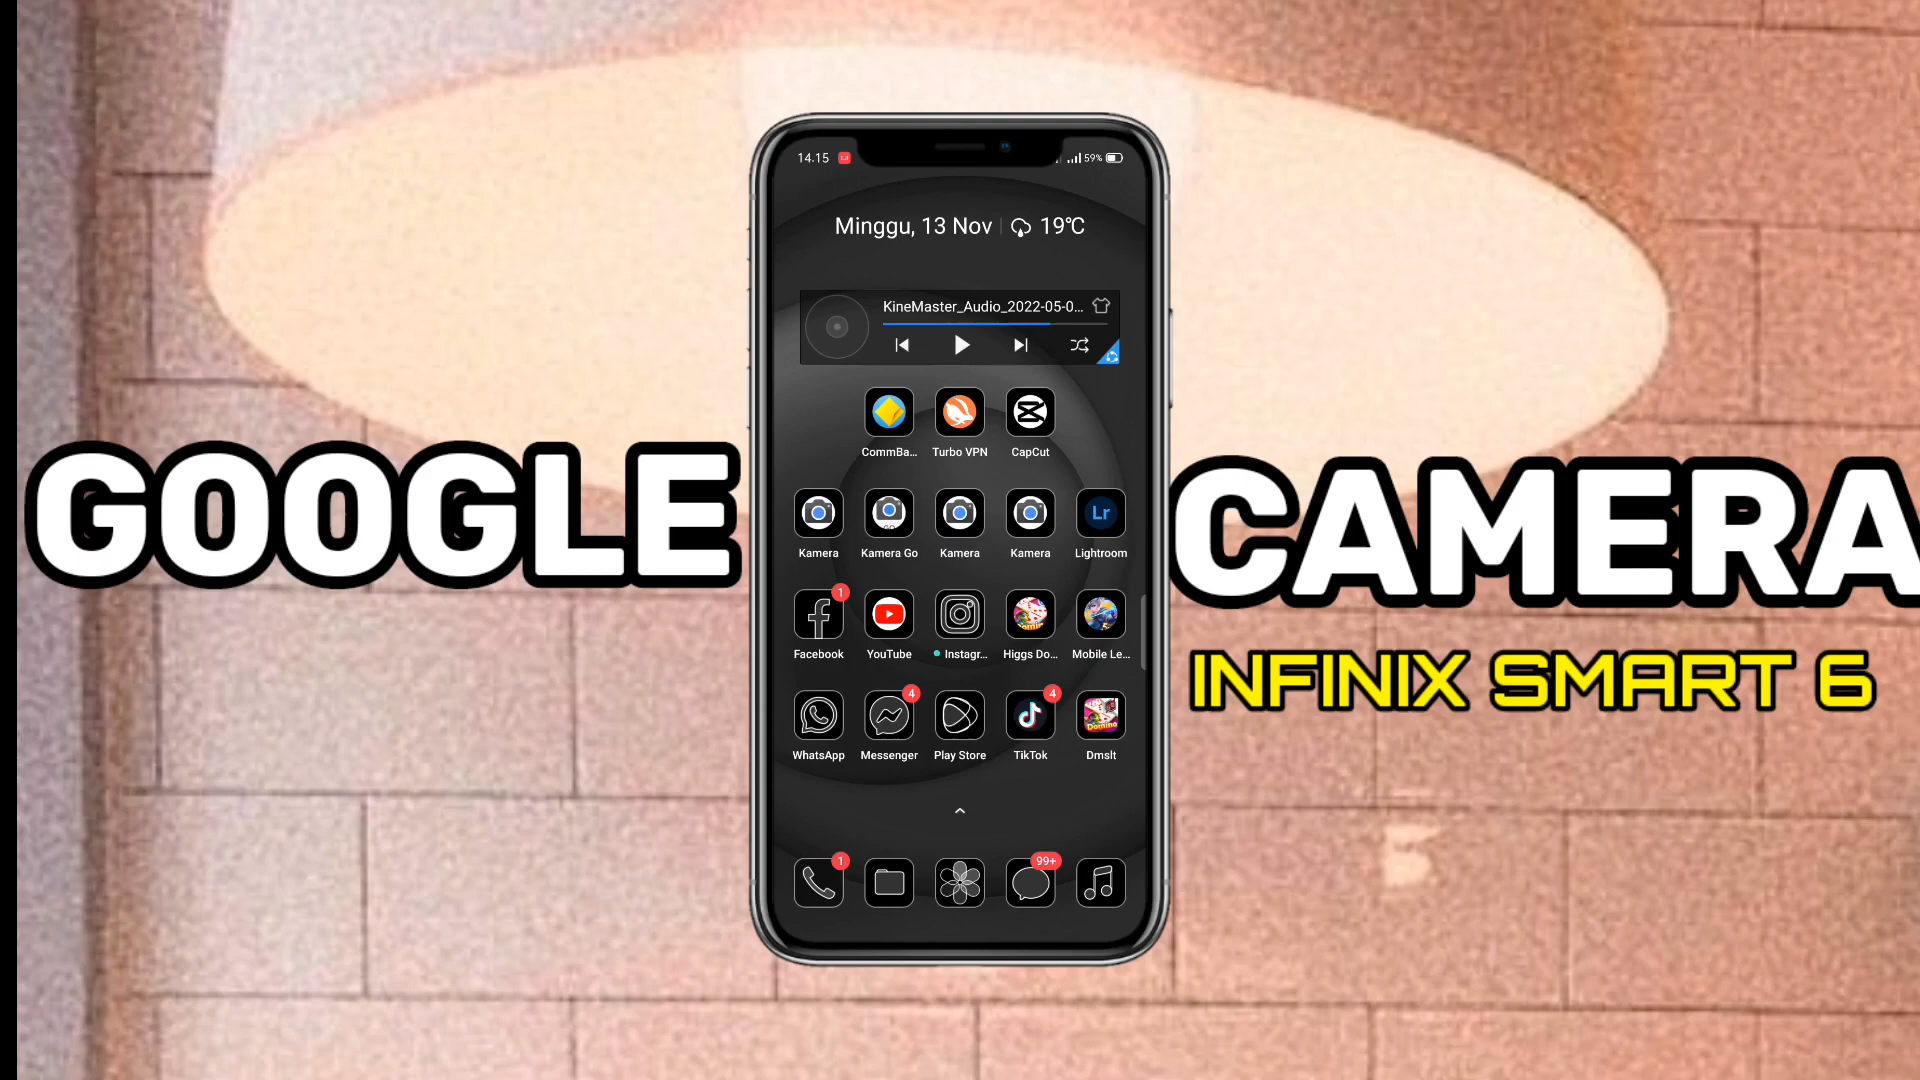 GOOGLE
CAMERA
INFINIX SMART 6
14.15
59%
Minggu, 13 Nov
19℃
KineMaster_Audio_2022-05-0...
CommBa...
Turbo VPN
CapCut
Kamera
Kamera Go
Kamera
Kamera
Lr
Lightroom
1
Facebook
YouTube
Instagr...
Higgs Do...
Mobile Le...
WhatsApp
4
Messenger
Play Store
4
TikTok
Domino
Dmslt
1
99+